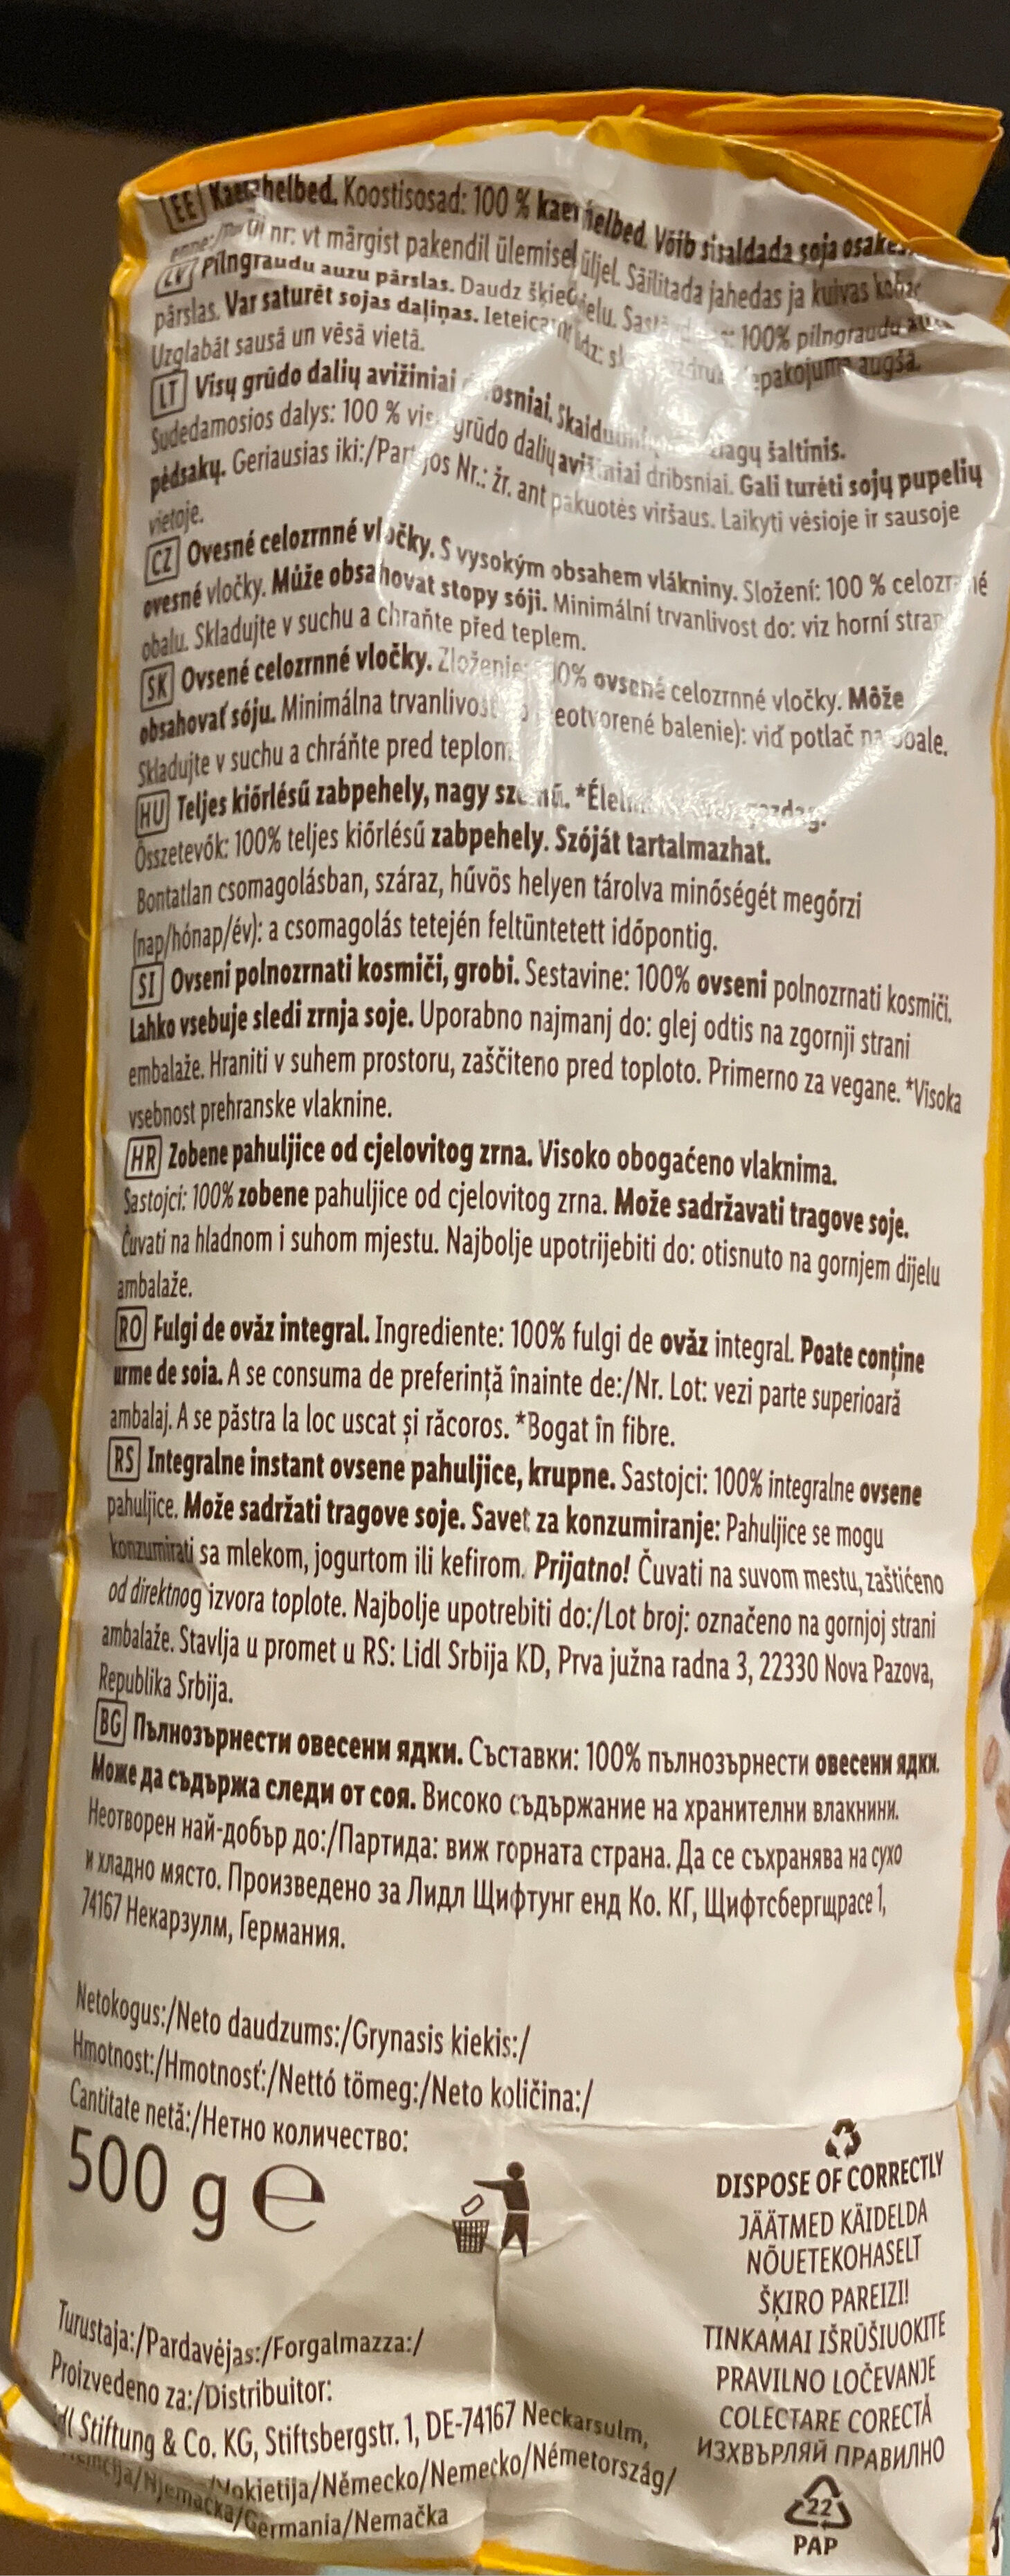 EE Kaerahelbed. Koostisosad: 100 % kaerahelbed. Võib sisaldada soja osakesi.
nr: vt märgist pakendil ülemisel üljel. Säilitada jahedas ja kuivas kohas
LV Pilngraudu auzu pārslas. Daudz šķiedrvielu. 100% pilngraudu auzu
pārslas. Var saturēt sojas daļiņas. Ieteicams līdz: iepakojuma augšā.
Uzglabāt sausā un vēsā vietā.
LT Visų grūdo dalių avižiniai dribsniai. Skaidulinių medžiagų šaltinis.
Sudedamosios dalys: 100 % visų grūdo dalių avižiniai dribsniai. Gali turėti sojų pupelių
pėdsakų. Geriausias iki:/Partijos Nr.: žr. ant pakuotės viršaus. Laikyti vėsioje ir sausoje
vietoje.
CZ Ovesné celozrnné vločky. S vysokým obsahem vlákniny. Složení: 100 % celozrnné
ovesné vločky. Může obsahovat stopy sóji. Minimální trvanlivost do: viz horní strana
obalu. Skladujte v suchu a chraňte před teplem.
SK Ovsené celozrnné vločky. Zloženie: 100% ovsené celozrnné vločky. Môže
obsahovať sóju. Minimálna trvanlivosť (neotvorené balenie): viď potlač na obale.
Skladujte v suchu a chráňte pred teplom.
HU Teljes kiőrlésű zabpehely, nagy szemű.
Összetevők: 100% teljes kiőrlésű zabpehely. Szóját tartalmazhat.
Bontatlan csomagolásban, száraz, hűvös helyen tárolva minőségét megőrzi
(nap/hónap/év): a csomagolás tetején feltüntetett időpontig.
SI Ovseni polnozrnati kosmiči, grobi. Sestavine: 100% ovseni polnozrnati kosmiči.
Lahko vsebuje sledi zrnja soje. Uporabno najmanj do: glej odtis na zgornji strani
embalaže. Hraniti v suhem prostoru, zaščiteno pred toploto. Primerno za vegane. *Visoka
vsebnost prehranske vlaknine.
HR Zobene pahuljice od cjelovitog zrna. Visoko obogaćeno vlaknima.
Sastojci: 100% zobene pahuljice od cjelovitog zrna. Može sadržavati tragove soje.
Čuvati na hladnom i suhom mjestu. Najbolje upotrijebiti do: otisnuto na gornjem dijelu
ambalaže.
RO Fulgi de ovăz integral. Ingrediente: 100% fulgi de ovăz integral. Poate conține
urme de soia. A se consuma de preferință înainte de:/Nr. Lot: vezi parte superioară
ambalaj. A se păstra la loc uscat și răcoros. *Bogat în fibre.
RS Integralne instant ovsene pahuljice, krupne. Sastojci: 100% integralne ovsene
pahuljice. Može sadržati tragove soje. Savet za konzumiranje: Pahuljice se mogu
konzumirati sa mlekom, jogurtom ili kefirom. Prijatno! Čuvati na suvom mestu, zaštićeno
od direktnog izvora toplote. Najbolje upotrebiti do:/Lot broj: označeno na gornjoj strani
ambalaže. Stavlja u promet u RS: Lidl Srbija KD, Prva južna radna 3, 22330 Nova Pazova,
Republika Srbija.
BG Пълнозърнести овесени ядки. Съставки: 100% пълнозърнести овесени ядки.
Може да съдържа следи от соя. Високо съдържание на хранителни влакнини.
Неотворен най-добър до:/Партида: виж горната страна. Да се съхранява на сухо
и хладно място. Произведено за Лидл Щифтунг енд Ко. КГ, Щифтсбергщрасе 1,
74167 Некарзулм, Германия.
Netokogus:/Neto daudzums:/Grynasis kiekis:/
Hmotnost:/Hmotnosť:/Nettó tömeg:/Neto količina:/
Cantitate netă:/Нетно количество:
500 g ℮
DISPOSE OF CORRECTLY
JÄÄTMED KÄIDELDA
NÕUETEKOHASELT
ŠĶIRO PAREIZI!
TINKAMAI IŠRŪŠIUOKITE
PRAVILNO LOČEVANJE
COLECTARE CORECTĂ
ИЗХВЪРЛЯЙ ПРАВИЛНО
22
PAP
Turustaja:/Pardavėjas:/Forgalmazza:/
Proizvedeno za:/Distribuitor:
Lidl Stiftung & Co. KG, Stiftsbergstr. 1, DE-74167 Neckarsulm,
Vokietija/Německo/Nemecko/Németország/
Njemačka/Germania/Nemačka